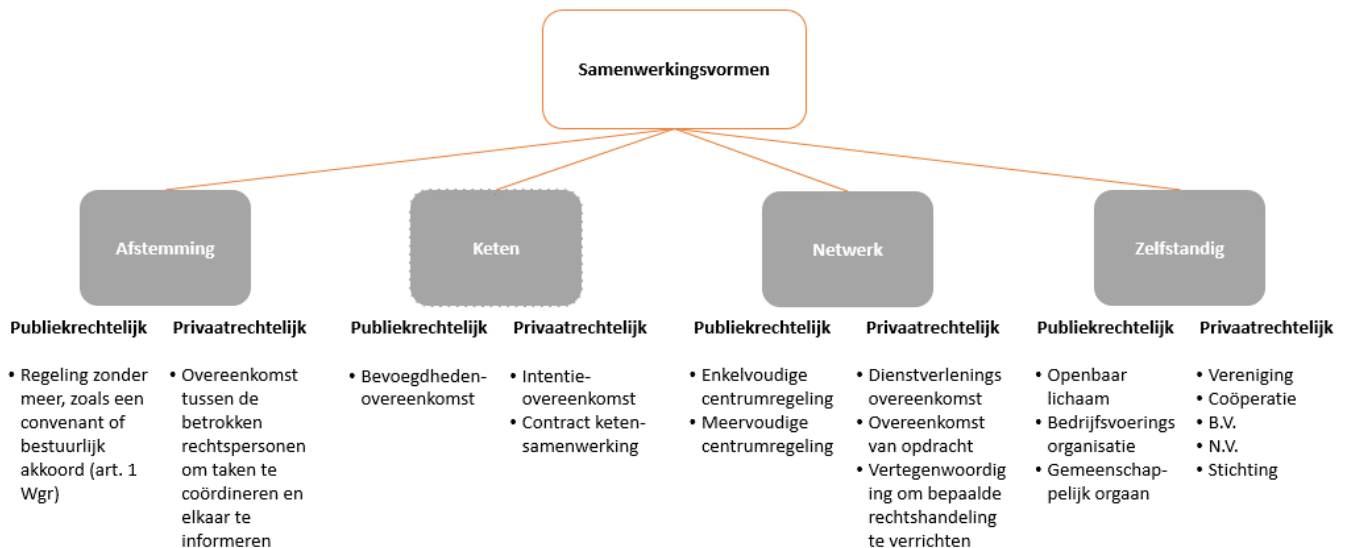 Samenwerkingsvormen
Afstemming
Keten
Netwerk
Zelfstandig
Publiekrechtelijk
• Regeling zonder
meer, zoals een
convenant of
bestuurlijk
akkoord (art. 1
Wgr)
Privaatrechtelijk
• Overeenkomst
tussen de
betrokken
rechtspersonen
om taken te
coördineren en
elkaar te
informeren
Publiekrechtelijk
• Bevoegdheden-
overeenkomst
Privaatrechtelijk
• Intentie-
overeenkomst
• Contract keten-
samenwerking
Publiekrechtelijk
• Enkelvoudige
centrumregeling
• Meervoudige
centrumregeling
Privaatrechtelijk
• Dienstverlenings
overeenkomst
• Overeenkomst
van opdracht
• Vertegenwoordig
ing om bepaalde
rechtshandeling
te verrichten
Publiekrechtelijk
• Openbaar
lichaam
• Bedrijfsvoerings
organisatie
• Gemeenschap-
pelijk orgaan
Privaatrechtelijk
• Vereniging
• Coöperatie
• B.V.
• N.V.
• Stichting